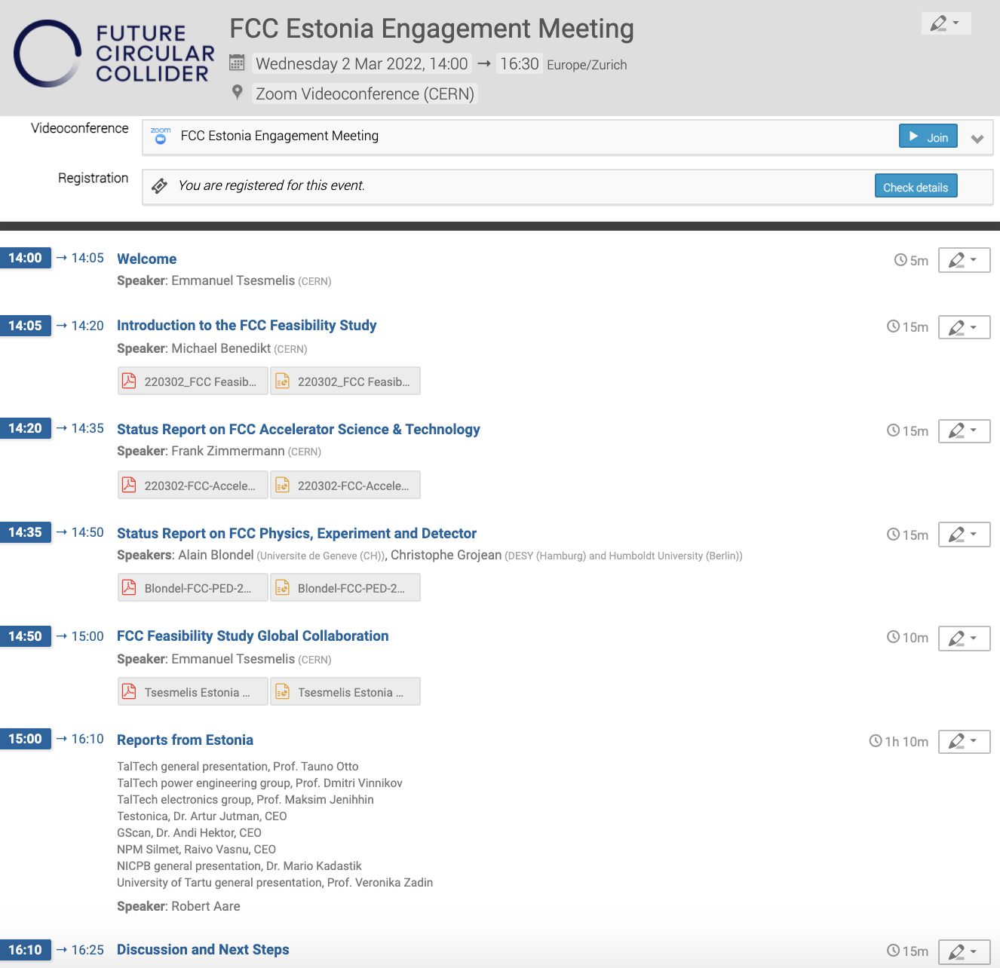 FUTURE
CIRCULAR
COLLIDER
FCC Estonia Engagement Meeting
Wednesday 2 Mar 2022, 14:00 → 16:30 Europe/Zurich
Zoom Videoconference (CERN)
Videoconference
zoom FCC Estonia Engagement Meeting Join
Registration
You are registered for this event. Check details
14:00 → 14:05 Welcome 5m
Speaker: Emmanuel Tsesmelis (CERN)
14:05 → 14:20 Introduction to the FCC Feasibility Study 15m
Speaker: Michael Benedikt (CERN)
220302_FCC Feasib... 220302_FCC Feasib...
14:20 → 14:35 Status Report on FCC Accelerator Science & Technology 15m
Speaker: Frank Zimmermann (CERN)
220302-FCC-Accele... 220302-FCC-Accele...
14:35 → 14:50 Status Report on FCC Physics, Experiment and Detector 15m
Speakers: Alain Blondel (Universite de Geneve (CH)), Christophe Grojean (DESY (Hamburg) and Humboldt University (Berlin))
Blondel-FCC-PED-2... Blondel-FCC-PED-2...
14:50 → 15:00 FCC Feasibility Study Global Collaboration 10m
Speaker: Emmanuel Tsesmelis (CERN)
Tsesmelis Estonia ... Tsesmelis Estonia ...
15:00 → 16:10 Reports from Estonia 1h 10m
TalTech general presentation, Prof. Tauno Otto
TalTech power engineering group, Prof. Dmitri Vinnikov
TalTech electronics group, Prof. Maksim Jenihhin
Testonica, Dr. Artur Jutman, CEO
GScan, Dr. Andi Hektor, CEO
NPM Silmet, Raivo Vasnu, CEO
NICPB general presentation, Dr. Mario Kadastik
University of Tartu general presentation, Prof. Veronika Zadin
Speaker: Robert Aare
16:10 → 16:25 Discussion and Next Steps 15m